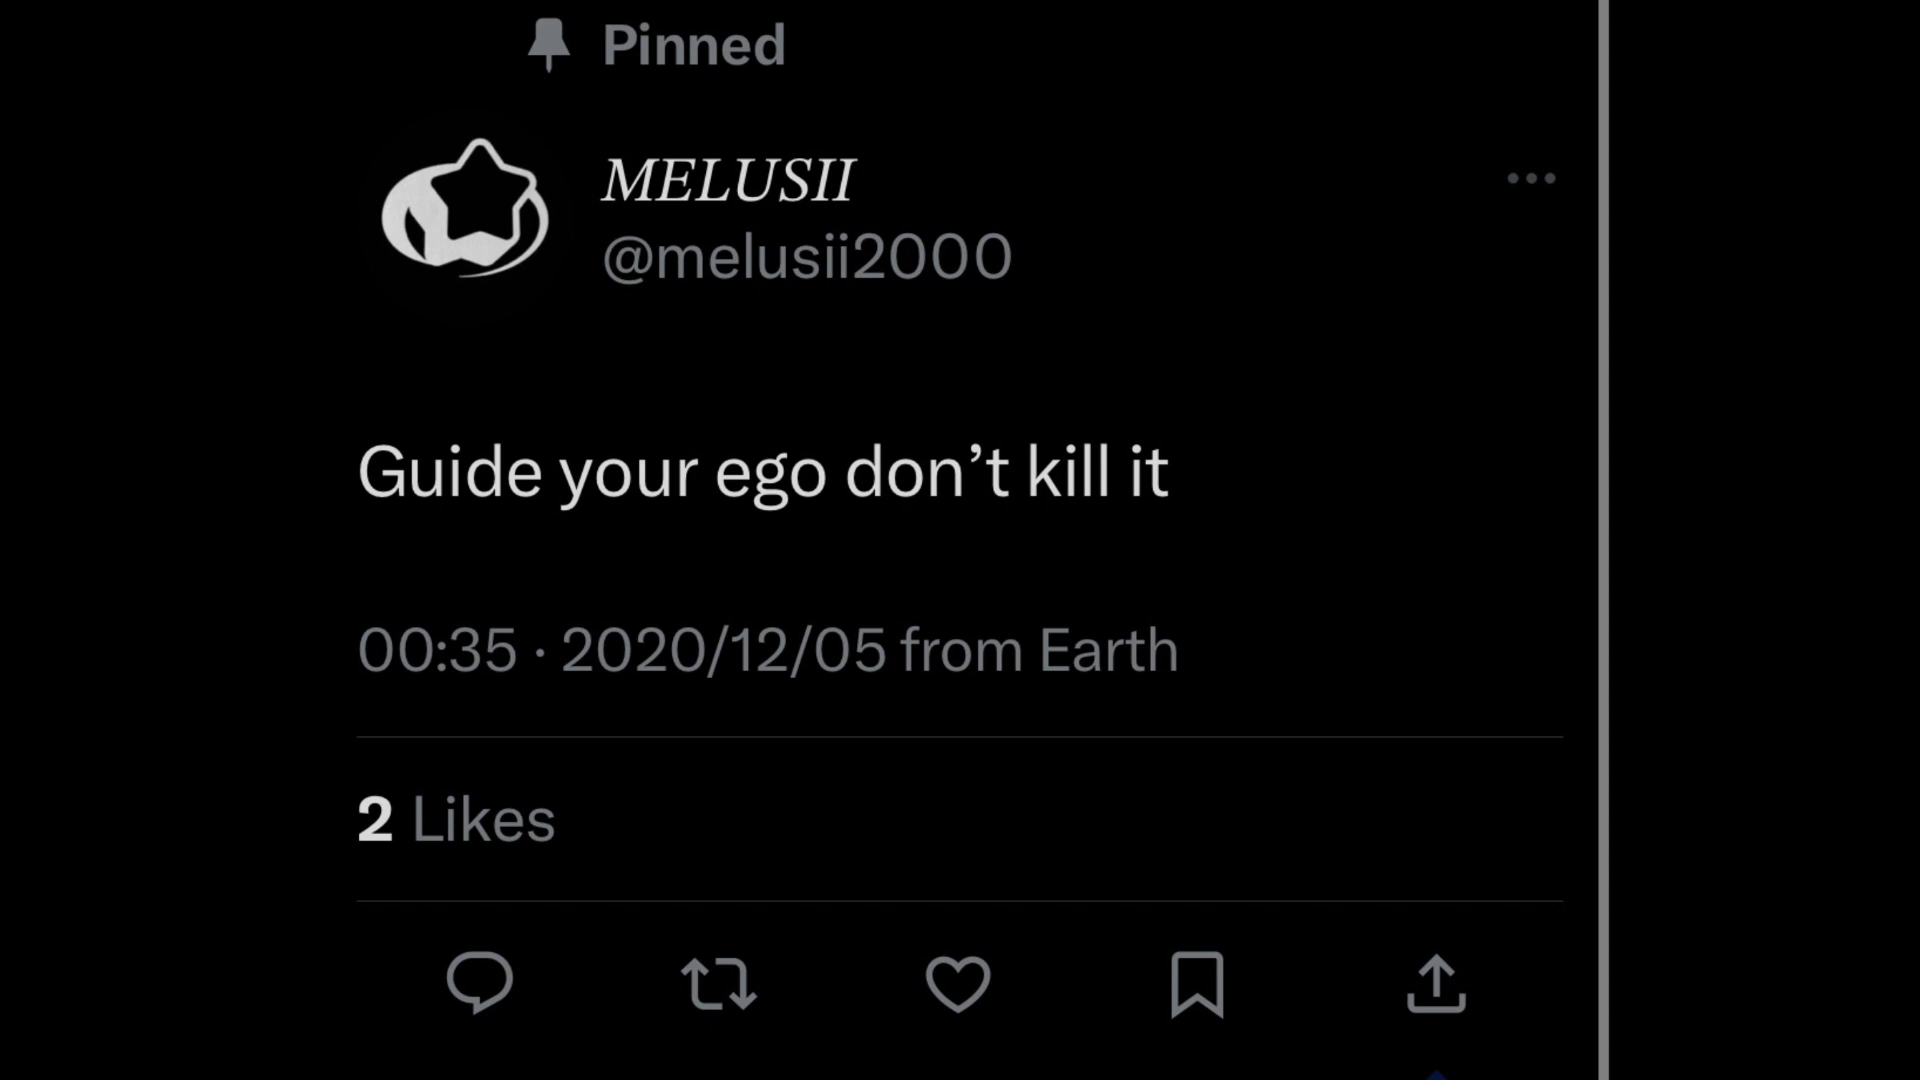 Pinned
MELUSII
@melusii2000
Guide your ego don’t kill it
00:35 · 2020/12/05 from Earth
2 Likes